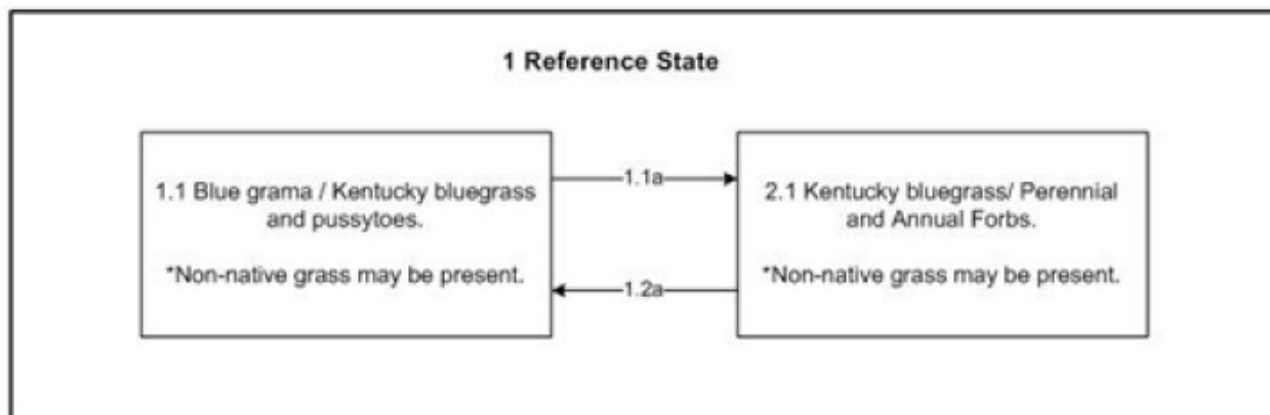 1 Reference State
1.1 Blue grama / Kentucky bluegrass
and pussytoes.
*Non-native grass may be present.
1.1a
1.2a
2.1 Kentucky bluegrass/ Perennial
and Annual Forbs.
*Non-native grass may be present.